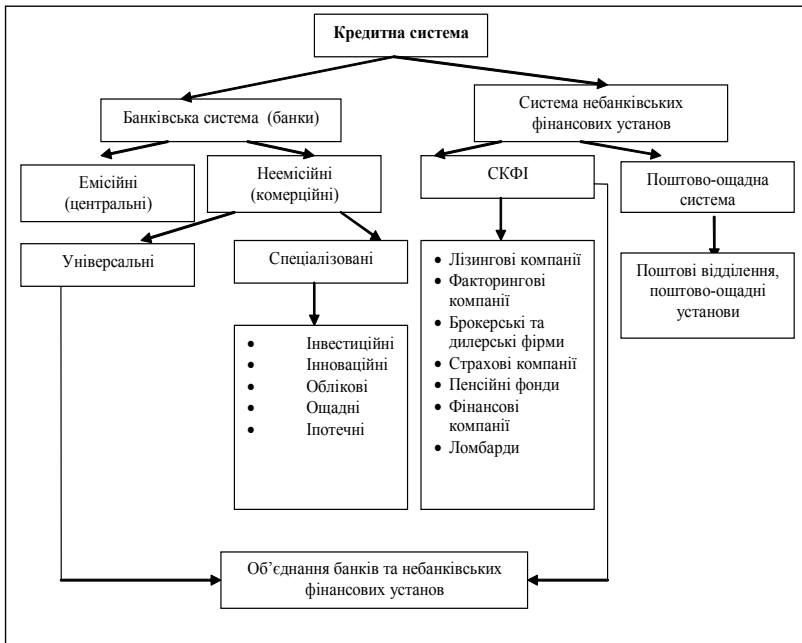 Кредитна система
Банківська система (банки)
Система небанківських
фінансових установ
Емісійні
(центральні)
Неемісійні
(комерційні)
СКФІ
Поштово-ощадна
система
Універсальні
Спеціалізовані
• Лізингові компанії
• Факторингові
компанії
• Брокерські та
дилерські фірми
• Страхові компанії
• Пенсійні фонди
• Фінансові
компанії
• Ломбарди
Поштові відділення,
поштово-ощадні
установи
• Інвестиційні
• Інноваційні
• Облікові
• Ощадні
• Іпотечні
Об’єднання банків та небанківських
фінансових установ